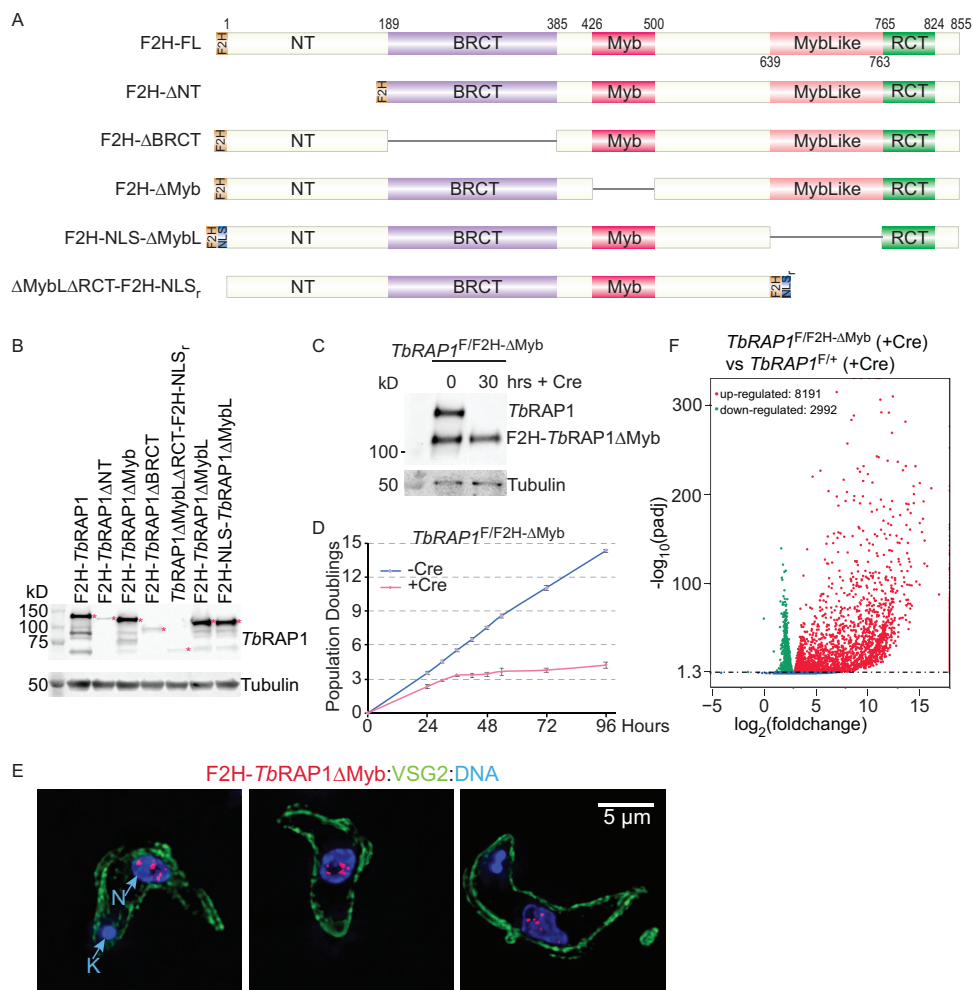 A
1 189 385 426 500 765 824 855
F2H-FL F2H NT BRCT Myb MybLike RCT
639 763
F2H-ΔNT F2H BRCT Myb MybLike RCT
F2H-ΔBRCT F2H NT Myb MybLike RCT
F2H-ΔMyb F2H NT BRCT MybLike RCT
F2H-NLS-ΔMybL F2H NLS NT BRCT Myb RCT
ΔMybLΔRCT-F2H-NLSr NT BRCT Myb F2H NLSr
B
F2H-TbRAP1
F2H-TbRAP1ΔNT
F2H-TbRAP1ΔMyb
F2H-TbRAP1ΔBRCT
TbRAP1ΔMybLΔRCT-F2H-NLSr
F2H-TbRAP1ΔMybL
F2H-NLS-TbRAP1ΔMybL
kD
150
100
75
TbRAP1
50 Tubulin
C
TbRAP1F/F2H-ΔMyb
kD 0 30 hrs + Cre
TbRAP1
F2H-TbRAP1ΔMyb
100
50 Tubulin
D
TbRAP1F/F2H-ΔMyb
-Cre
+Cre
Population Doublings
15
12
9
6
3
0
0 24 48 72 96 Hours
F
TbRAP1F/F2H-ΔMyb (+Cre)
vs TbRAP1F/+ (+Cre)
up-regulated: 8191
down-regulated: 2992
-log10(padj)
300
200
100
1.3
−5 0 5 10 15
log2(foldchange)
E
F2H-TbRAP1ΔMyb:VSG2:DNA
5 μm
N
K